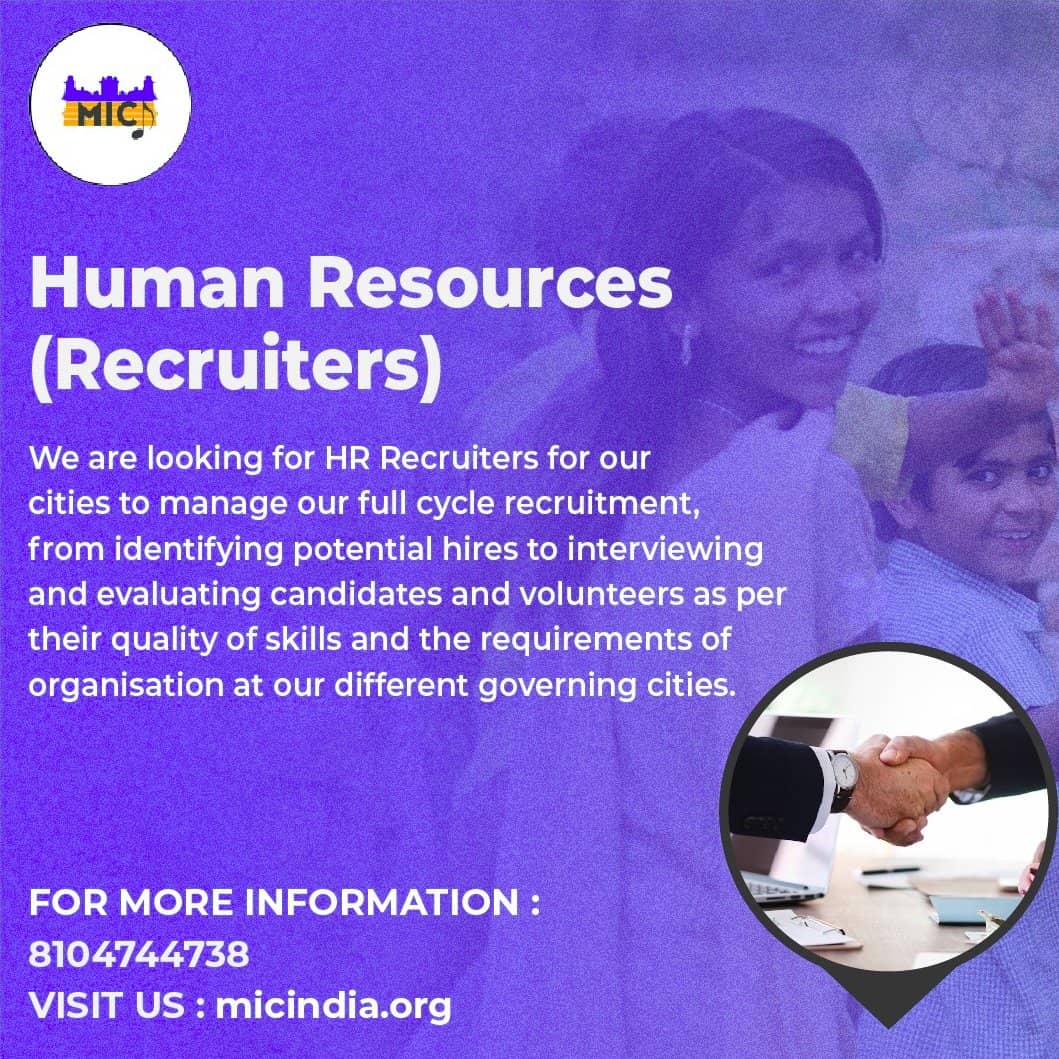 MIC
Human Resources
(Recruiters)
We are looking for HR Recruiters for our
cities to manage our full cycle recruitment,
from identifying potential hires to interviewing
and evaluating candidates and volunteers as per
their quality of skills and the requirements of
organisation at our different governing cities.
FOR MORE INFORMATION :
8104744738
VISIT US : micindia.org